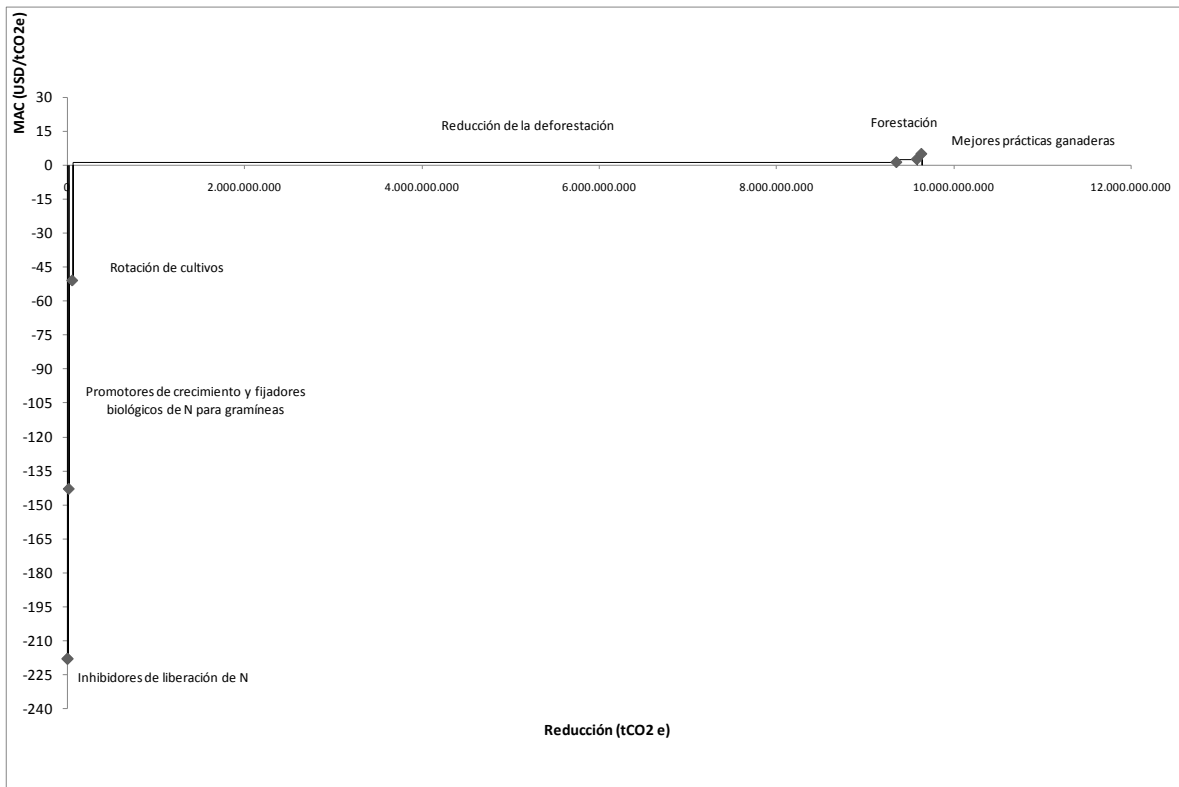 MAC (USD/tCO2e)
30
15
0
-15
-30
-45
-60
-75
-90
-105
-120
-135
-150
-165
-180
-195
-210
-225
-240
0
2.000.000.000
4.000.000.000
6.000.000.000
8.000.000.000
10.000.000.000
12.000.000.000
Reducción de la deforestación
Forestación
Mejores prácticas ganaderas
Rotación de cultivos
Promotores de crecimiento y fijadores
biológicos de N para gramíneas
Inhibidores de liberación de N
Reducción (tCO2 e)